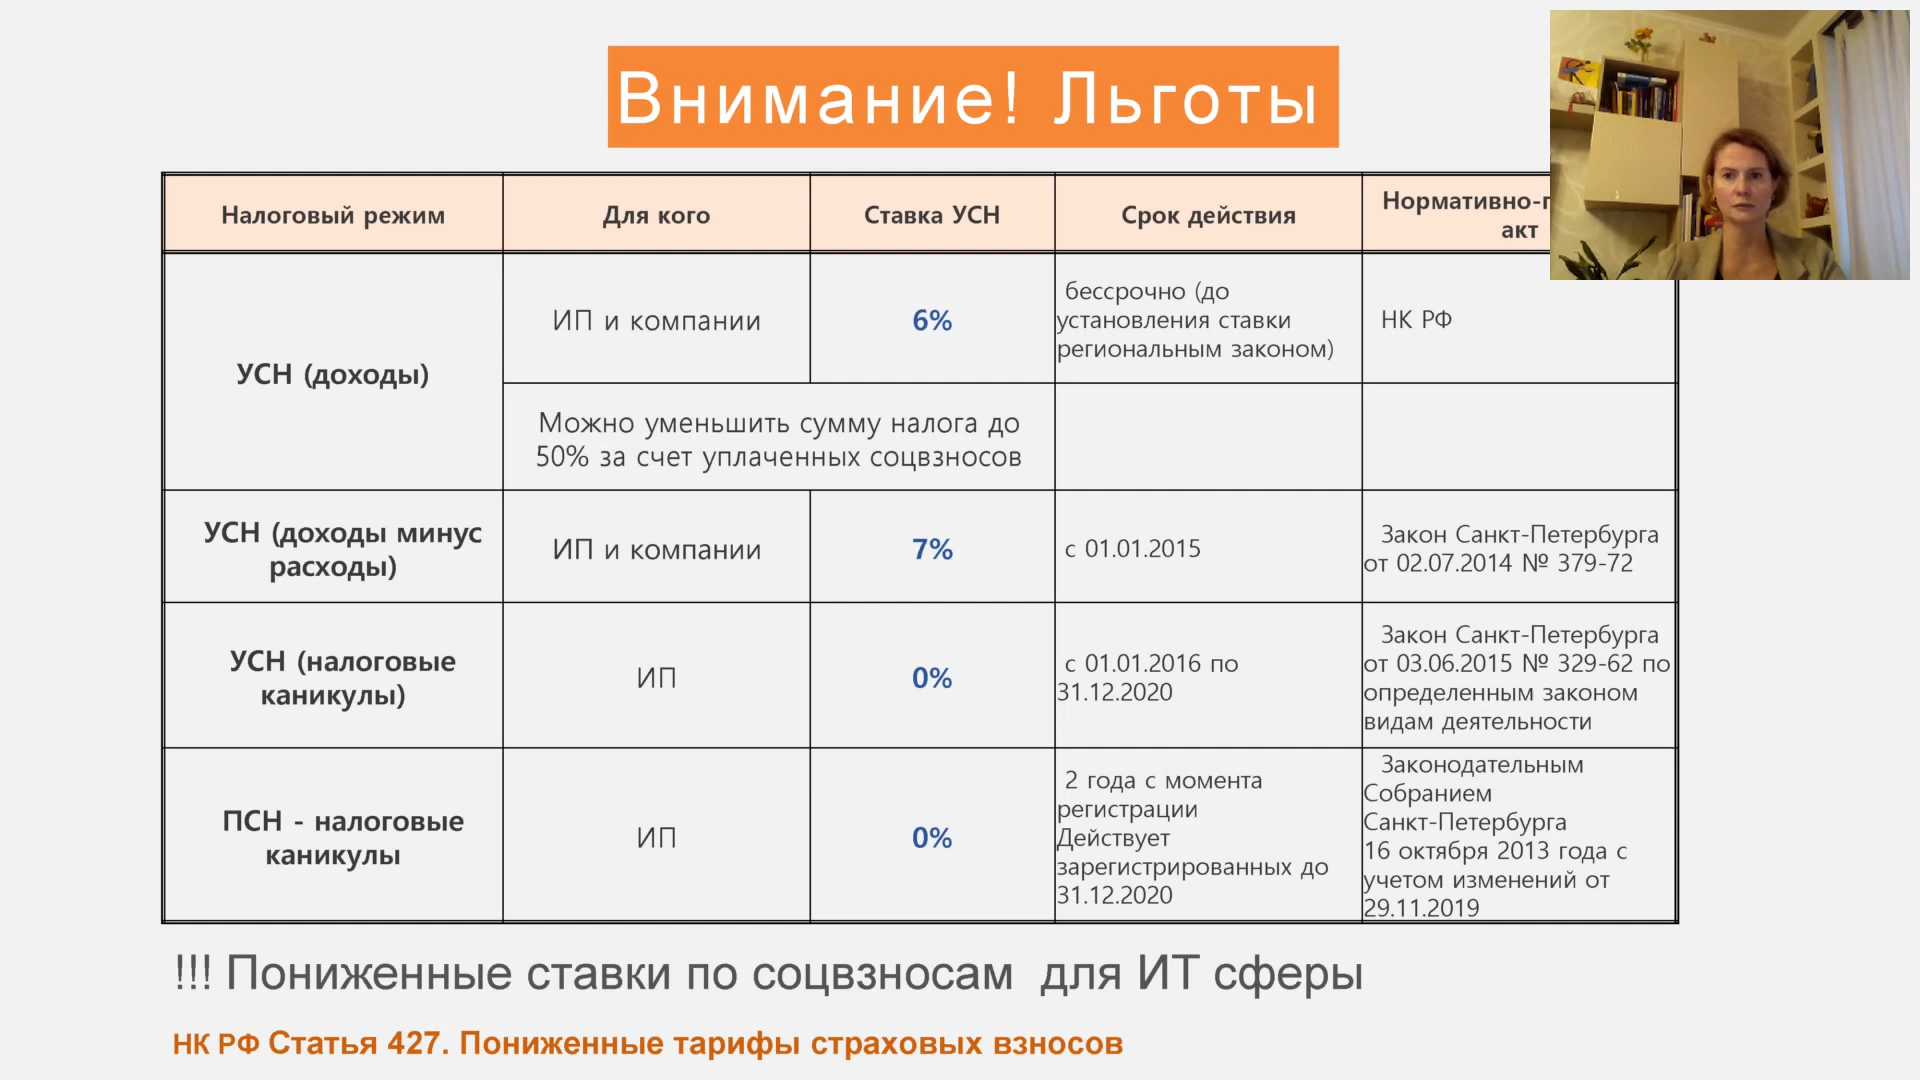 Внимание! Льготы
Налоговый режим
Для кого
Ставка УСН
Срок действия
акт
УСН (доходы)
ИП и компании
6%
бессрочно (до
установления ставки
региональным законом)
НК РФ
Можно уменьшить сумму налога до
50% за счет уплаченных соцвзносов
УСН (доходы минус
расходы)
ИП и компании
7%
с 01.01.2015
Закон Санкт-Петербурга
от 02.07.2014 № 379-72
УСН (налоговые
каникулы)
ИП
0%
с 01.01.2016 по
31.12.2020
Закон Санкт-Петербурга
от 03.06.2015 № 329-62 по
определенным законом
видам деятельности
ПСН - налоговые
каникулы
ИП
0%
2 года с момента
регистрации
Действует
зарегистрированных до
31.12.2020
Законодательным
Собранием
Санкт-Петербурга
16 октября 2013 года с
учетом изменений от
29.11.2019
!!! Пониженные ставки по соцвзносам для ИТ сферы
НК РФ Статья 427. Пониженные тарифы страховых взносов